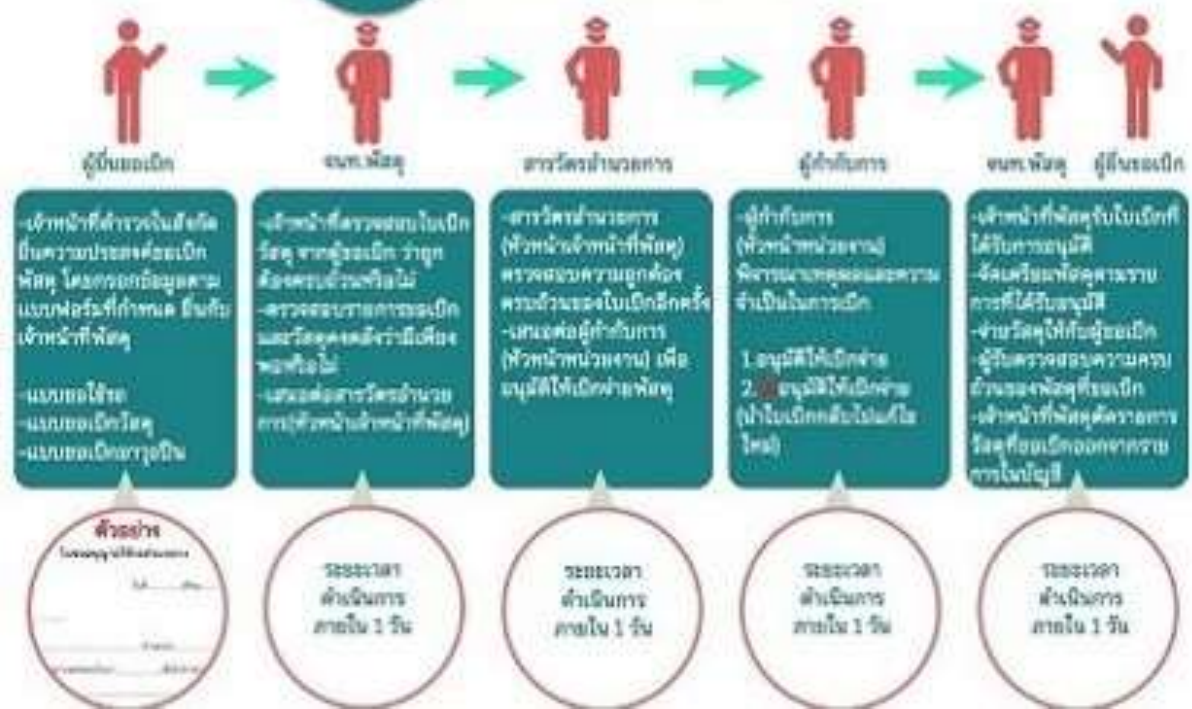 ผู้ยื่นขอเบิก
จนท.พัสดุ
สารวัตรอำนวยการ
ผู้กำกับการ
จนท.พัสดุ ผู้ยื่นขอเบิก
-เจ้าหน้าที่ตำรวจในสังกัด
ยื่นความประสงค์ขอเบิก
พัสดุ โดยกรอกข้อมูลตาม
แบบฟอร์มที่กำหนด ยื่นกับ
เจ้าหน้าที่พัสดุ
-แบบขอใช้รถ
-แบบขอเบิกวัสดุ
-แบบขอเบิกอาวุธปืน
-เจ้าหน้าที่ตรวจสอบใบเบิก
วัสดุ จากผู้ขอเบิก ว่าถูก
ต้องครบถ้วนหรือไม่
-ตรวจสอบรายการขอเบิก
และวัสดุคงคลังว่ามีเพียง
พอหรือไม่
-เสนอต่อสารวัตรอำนวย
การ(หัวหน้าเจ้าหน้าที่พัสดุ)
-สารวัตรอำนวยการ
(หัวหน้าเจ้าหน้าที่พัสดุ)
ตรวจสอบความถูกต้อง
ครบถ้วนของใบเบิกอีกครั้ง
-เสนอต่อผู้กำกับการ
(หัวหน้าหน่วยงาน) เพื่อ
อนุมัติให้เบิกจ่ายพัสดุ
-ผู้กำกับการ
(หัวหน้าหน่วยงาน)
พิจารณาเหตุผลและความ
จำเป็นในการเบิก
1.อนุมัติให้เบิกจ่าย
2. อนุมัติให้เบิกจ่าย
(นำใบเบิกกลับไปแก้ไข
ใหม่)
-เจ้าหน้าที่พัสดุรับใบเบิกที่
ได้รับการอนุมัติ
-จัดเตรียมพัสดุตามราย
การที่ได้รับอนุมัติ
-จ่ายวัสดุให้กับผู้ขอเบิก
-ผู้รับตรวจสอบความครบ
ถ้วนของพัสดุที่ขอเบิก
-เจ้าหน้าที่พัสดุตัดรายการ
วัสดุที่ขอเบิกออกจากราย
การในบัญชี
ตัวอย่าง
ระยะเวลา
ดำเนินการ
ภายใน 1 วัน
ระยะเวลา
ดำเนินการ
ภายใน 1 วัน
ระยะเวลา
ดำเนินการ
ภายใน 1 วัน
ระยะเวลา
ดำเนินการ
ภายใน 1 วัน